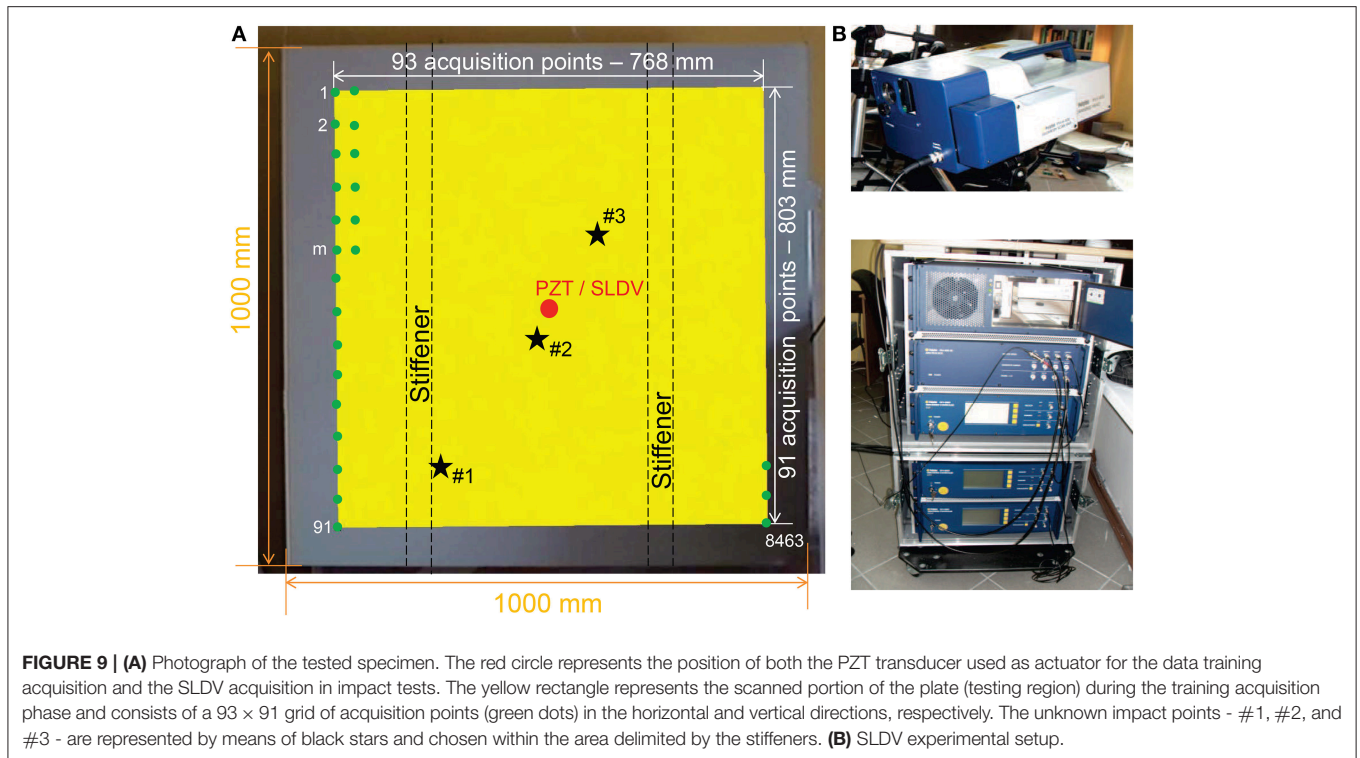 A
B
93 acquisition points – 768 mm
1
2
m
91
1000 mm
91 acquisition points – 803 mm
#3
PZT / SLDV
#2
Stiffener
Stiffener
#1
8463
1000 mm
FIGURE 9 | (A) Photograph of the tested specimen. The red circle represents the position of both the PZT transducer used as actuator for the data training
acquisition and the SLDV acquisition in impact tests. The yellow rectangle represents the scanned portion of the plate (testing region) during the training acquisition
phase and consists of a 93 × 91 grid of acquisition points (green dots) in the horizontal and vertical directions, respectively. The unknown impact points - #1, #2, and
#3 - are represented by means of black stars and chosen within the area delimited by the stiffeners. (B) SLDV experimental setup.